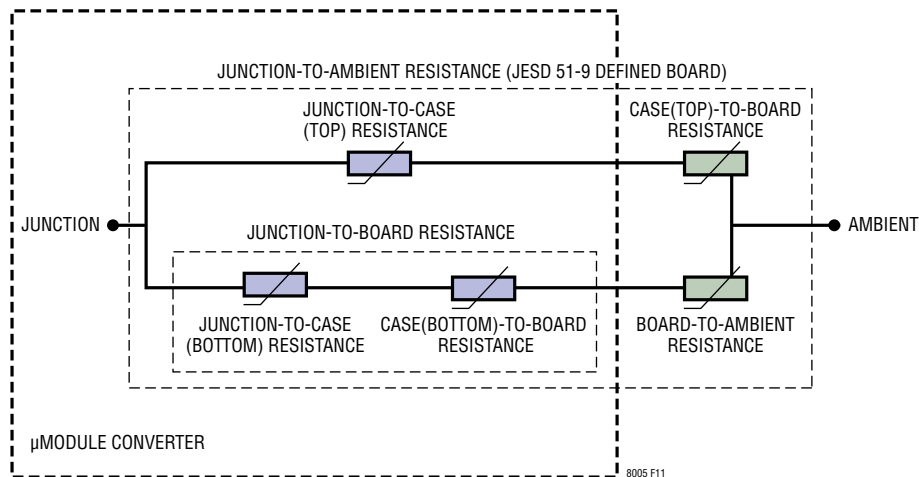 JUNCTION-TO-AMBIENT RESISTANCE (JESD 51-9 DEFINED BOARD)
JUNCTION-TO-CASE
(TOP) RESISTANCE
CASE(TOP)-TO-BOARD
RESISTANCE
JUNCTION
AMBIENT
JUNCTION-TO-BOARD RESISTANCE
JUNCTION-TO-CASE
(BOTTOM) RESISTANCE
CASE(BOTTOM)-TO-BOARD
RESISTANCE
BOARD-TO-AMBIENT
RESISTANCE
µMODULE CONVERTER
8005 F11